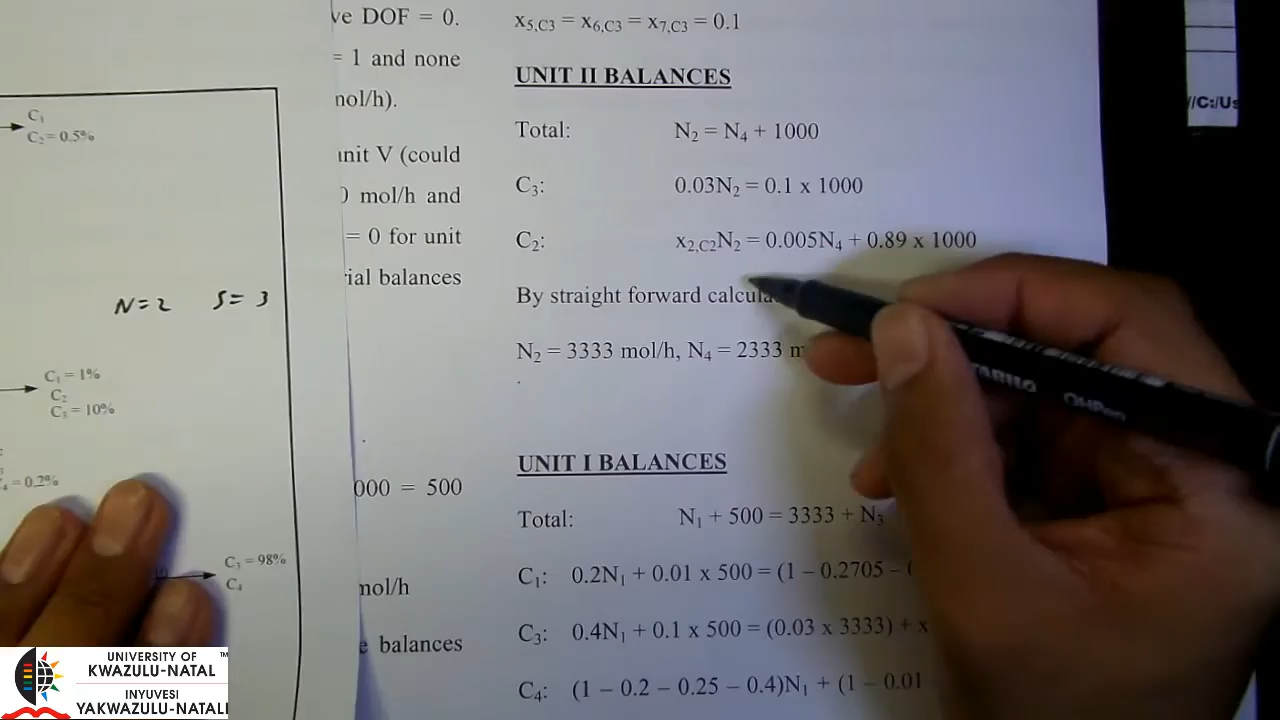 C₁
C₂ = 0.5%
N=2 S=3
C₁ = 1%
C₂
C₃ = 10%
= 0.2%
C₃ = 98%
C₄
ve DOF = 0.
= 1 and none
mol/h).
unit V (could
mol/h and
= 0 for unit
rial balances
000 = 500
mol/h
balances
x₅,C₃ = x₆,C₃ = x₇,C₃ = 0.1
UNIT II BALANCES
Total: N₂ = N₄ + 1000
C₃: 0.03N₂ = 0.1 x 1000
C₂: x₂,C₂N₂ = 0.005N₄ + 0.89 x 1000
By straight forward
N₂ = 3333 mol/h, N₄ = 2333
UNIT I BALANCES
Total: N₁ + 500 = 3333 + N₃
C₁: 0.2N₁ + 0.01 x 500 = (1 – 0.2705 –
C₃: 0.4N₁ + 0.1 x 500 = (0.03 x 3333) + x
C₄: (1 – 0.2 – 0.25 – 0.4)N₁ + (1 – 0.01
//C:/Us
UNIVERSITY OF ™
KWAZULU-NATAL
INYUVESI
YAKWAZULU-NATALI